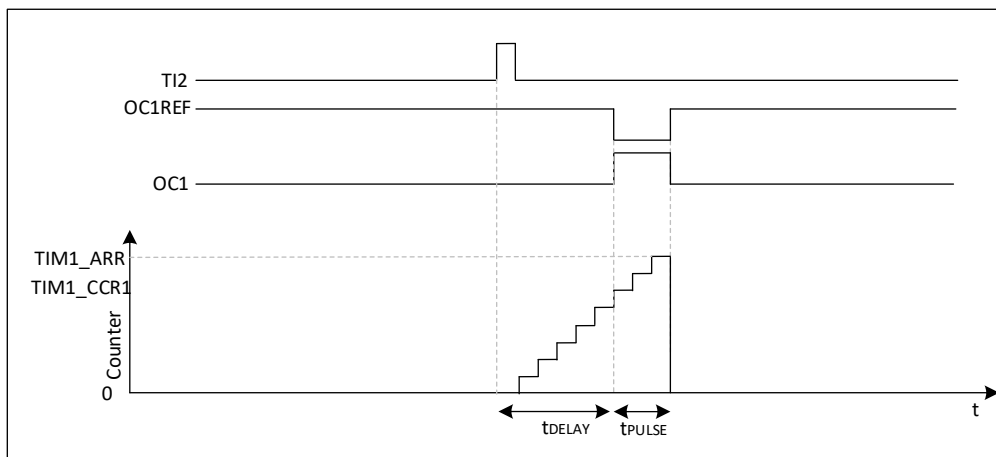 TI2
OC1REF
OC1
TIM1_ARR
TIM1_CCR1
Counter
0
t
tDELAY
tPULSE